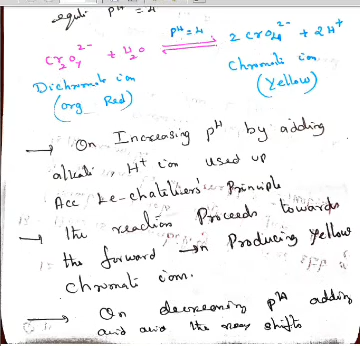 equli pH = 4
Cr2O7 2- + H2O ⇌ pH = 4 2 CrO4 2- + 2H+
Dichromate ion Chromate ion
(org Red) (Yellow)
→ On Increasing pH by adding
alkali H+ ion used up
Acc Le-chatilier's Principle
→ the reaction Proceeds towards
the forward → Producing yellow
chromate ion.
→ On decreasing pH adding
acid the shifts